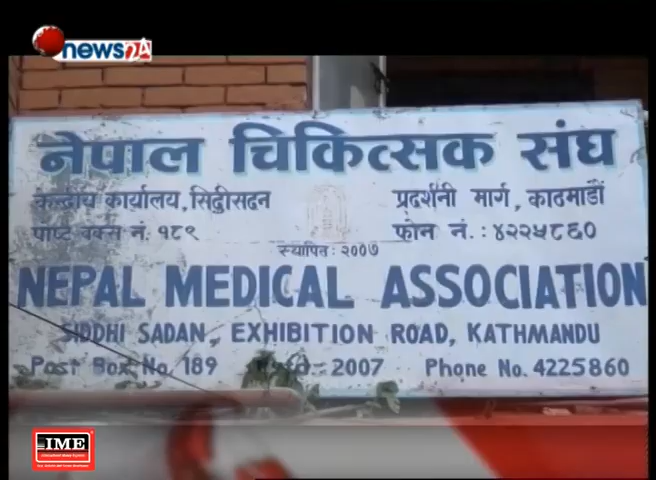 news24
नेपाल चिकित्सक संघ
केन्द्रीय कार्यालय, सिद्धीसदन
प्रदर्शनी मार्ग, काठमाडौं
पोष्ट बक्स नं. १८९
फोन नं. : ४२२५८६०
स्थापित: २००७
NEPAL MEDICAL ASSOCIATION
SIDDHI SADAN, EXHIBITION ROAD, KATHMANDU
Post Box No. 189
2007
Phone No. 4225860
IME